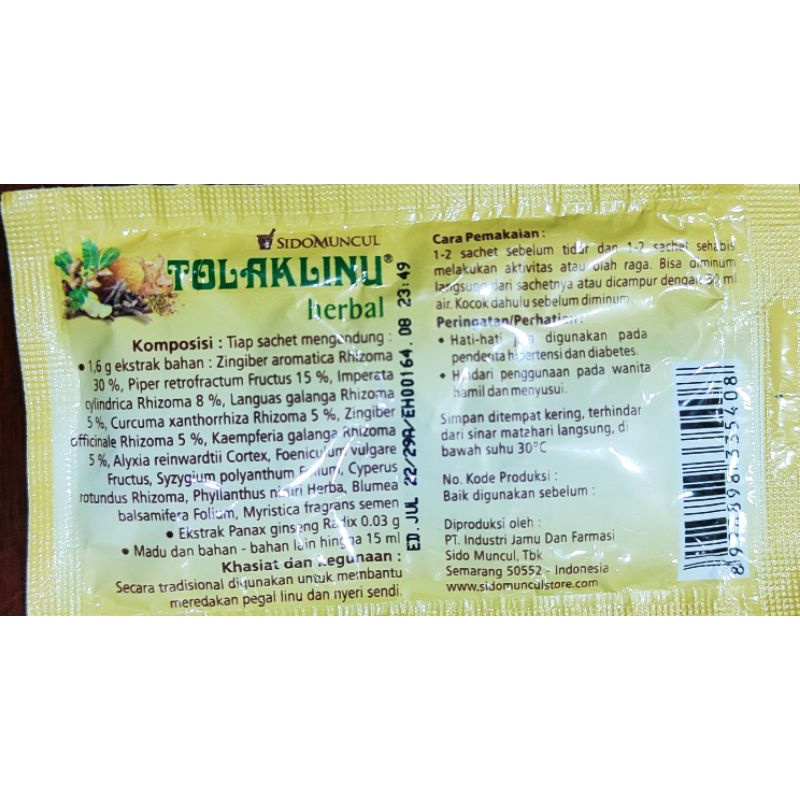 SIDOMUNCUL
TOLAKLINU®
herbal
Komposisi : Tiap sachet mengandung :
• 1,6 g ekstrak bahan : Zingiber aromatica Rhizoma
30 %, Piper retrofractum Fructus 15 %, Imperata
cylindrica Rhizoma 8 %, Languas galanga Rhizoma
5 %, Curcuma xanthorrhiza Rhizoma 5 %, Zingiber
officinale Rhizoma 5 %, Kaempferia galanga Rhizoma
5 %, Alyxia reinwardtii Cortex, Foeniculum vulgare
Fructus, Syzygium polyanthum Folium, Cyperus
rotundus Rhizoma, Phyllanthus niruri Herba, Blumea
balsamifera Folium, Myristica fragrans semen
• Ekstrak Panax ginseng Radix 0.03 g
• Madu dan bahan - bahan lain hingga 15 ml
Khasiat dan Kegunaan :
Secara tradisional digunakan untuk membantu
meredakan pegal linu dan nyeri sendi.
ED.JUL 22/29A/EH00164.08 23:49
Cara Pemakaian :
1-2 sachet sebelum tidur dan 1-2 sachet sehabis
melakukan aktivitas atau olah raga. Bisa diminum
langsung dari sachetnya atau dicampur dengan 30 ml
air. Kocok dahulu sebelum diminum.
Peringatan/Perhatian :
• Hati-hati jika digunakan pada
penderita hipertensi dan diabetes.
• Hindari penggunaan pada wanita
hamil dan menyusui.
Simpan ditempat kering, terhindar
dari sinar matahari langsung, di
bawah suhu 30°C
No. Kode Produksi :
Baik digunakan sebelum :
Diproduksi oleh :
PT. Industri Jamu Dan Farmasi
Sido Muncul, Tbk
Semarang 50552 - Indonesia
www.sidomunculstore.com